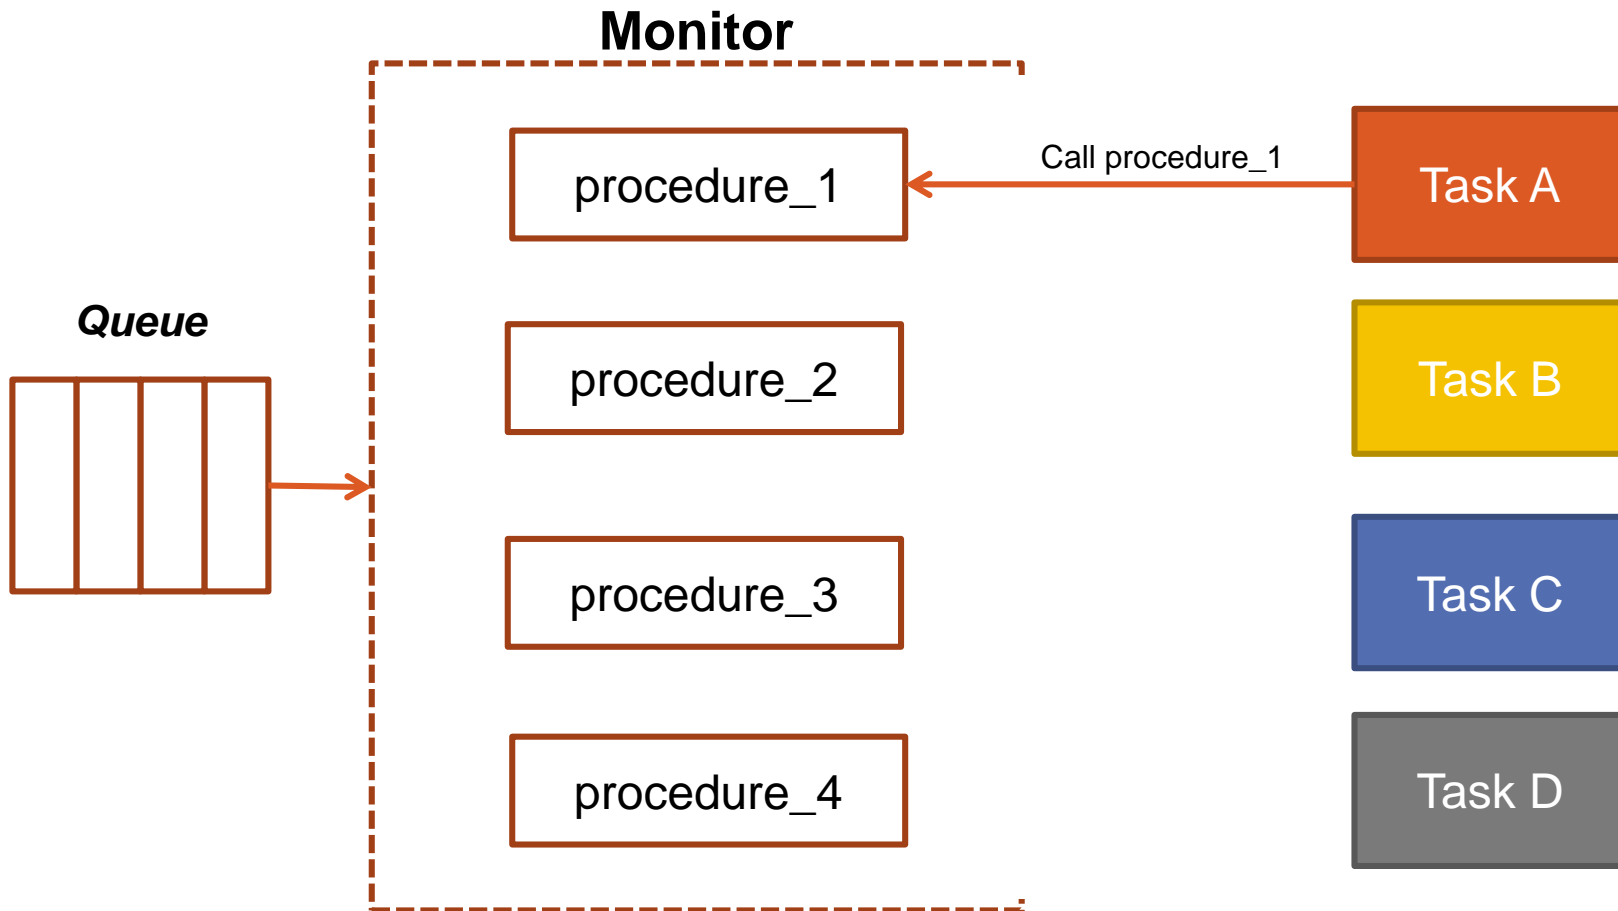 Monitor
procedure_1
Call procedure_1
Task A
Queue
procedure_2
Task B
procedure_3
Task C
procedure_4
Task D